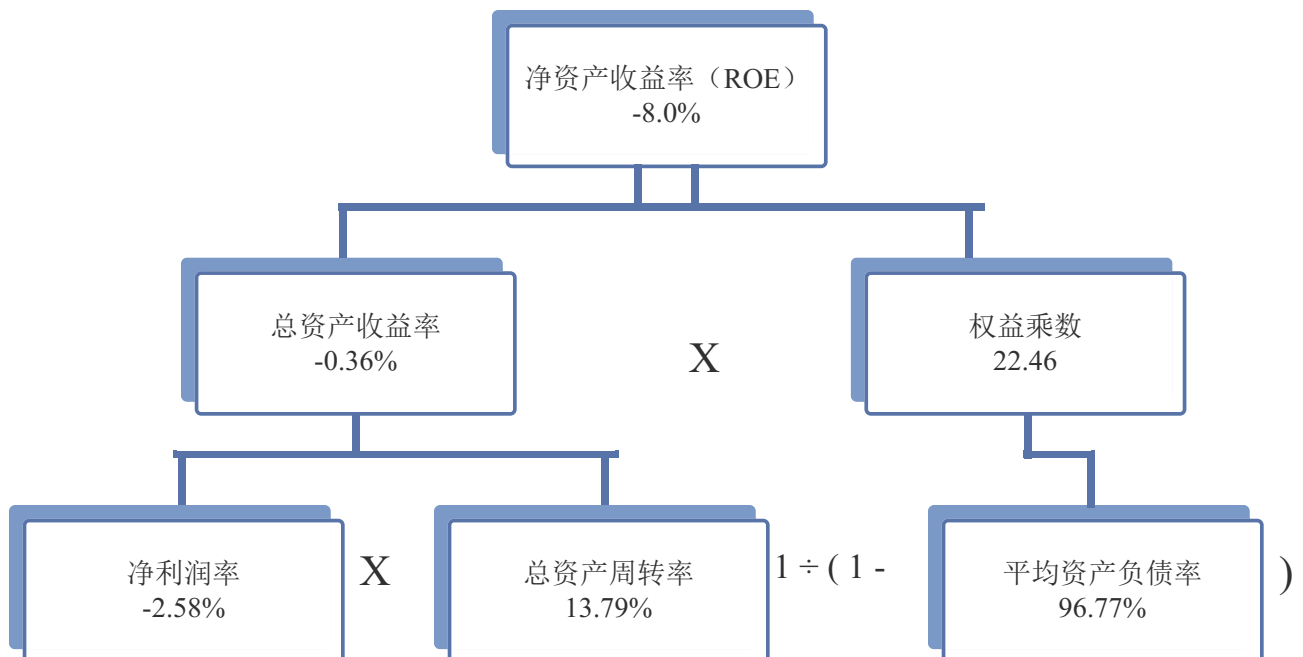 净资产收益率（ROE）
-8.0%
总资产收益率
-0.36%
X
权益乘数
22.46
净利润率
-2.58%
X
总资产周转率
13.79%
1 ÷ ( 1 -
平均资产负债率
96.77%
)